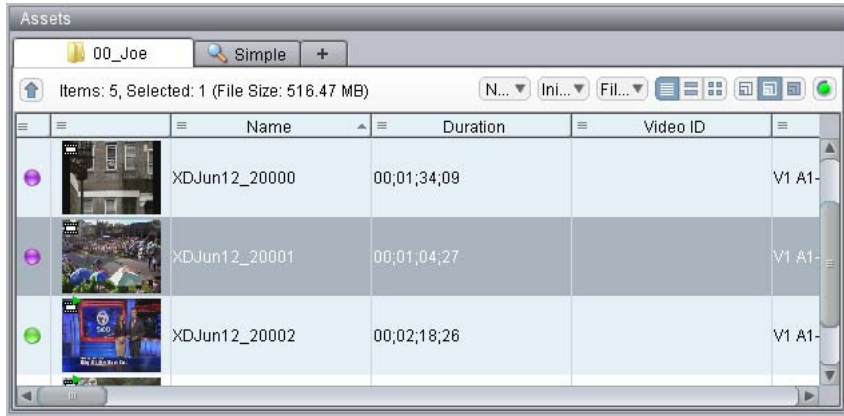 Assets
00_Joe
Simple
+
Items: 5, Selected: 1 (File Size: 516.47 MB)
N...
Ini...
Fil...
Name
Duration
Video ID
XDJun12_20000
00;01;34;09
V1 A1-
XDJun12_20001
00;01;04;27
V1 A1-
XDJun12_20002
00;02;18;26
V1 A1-